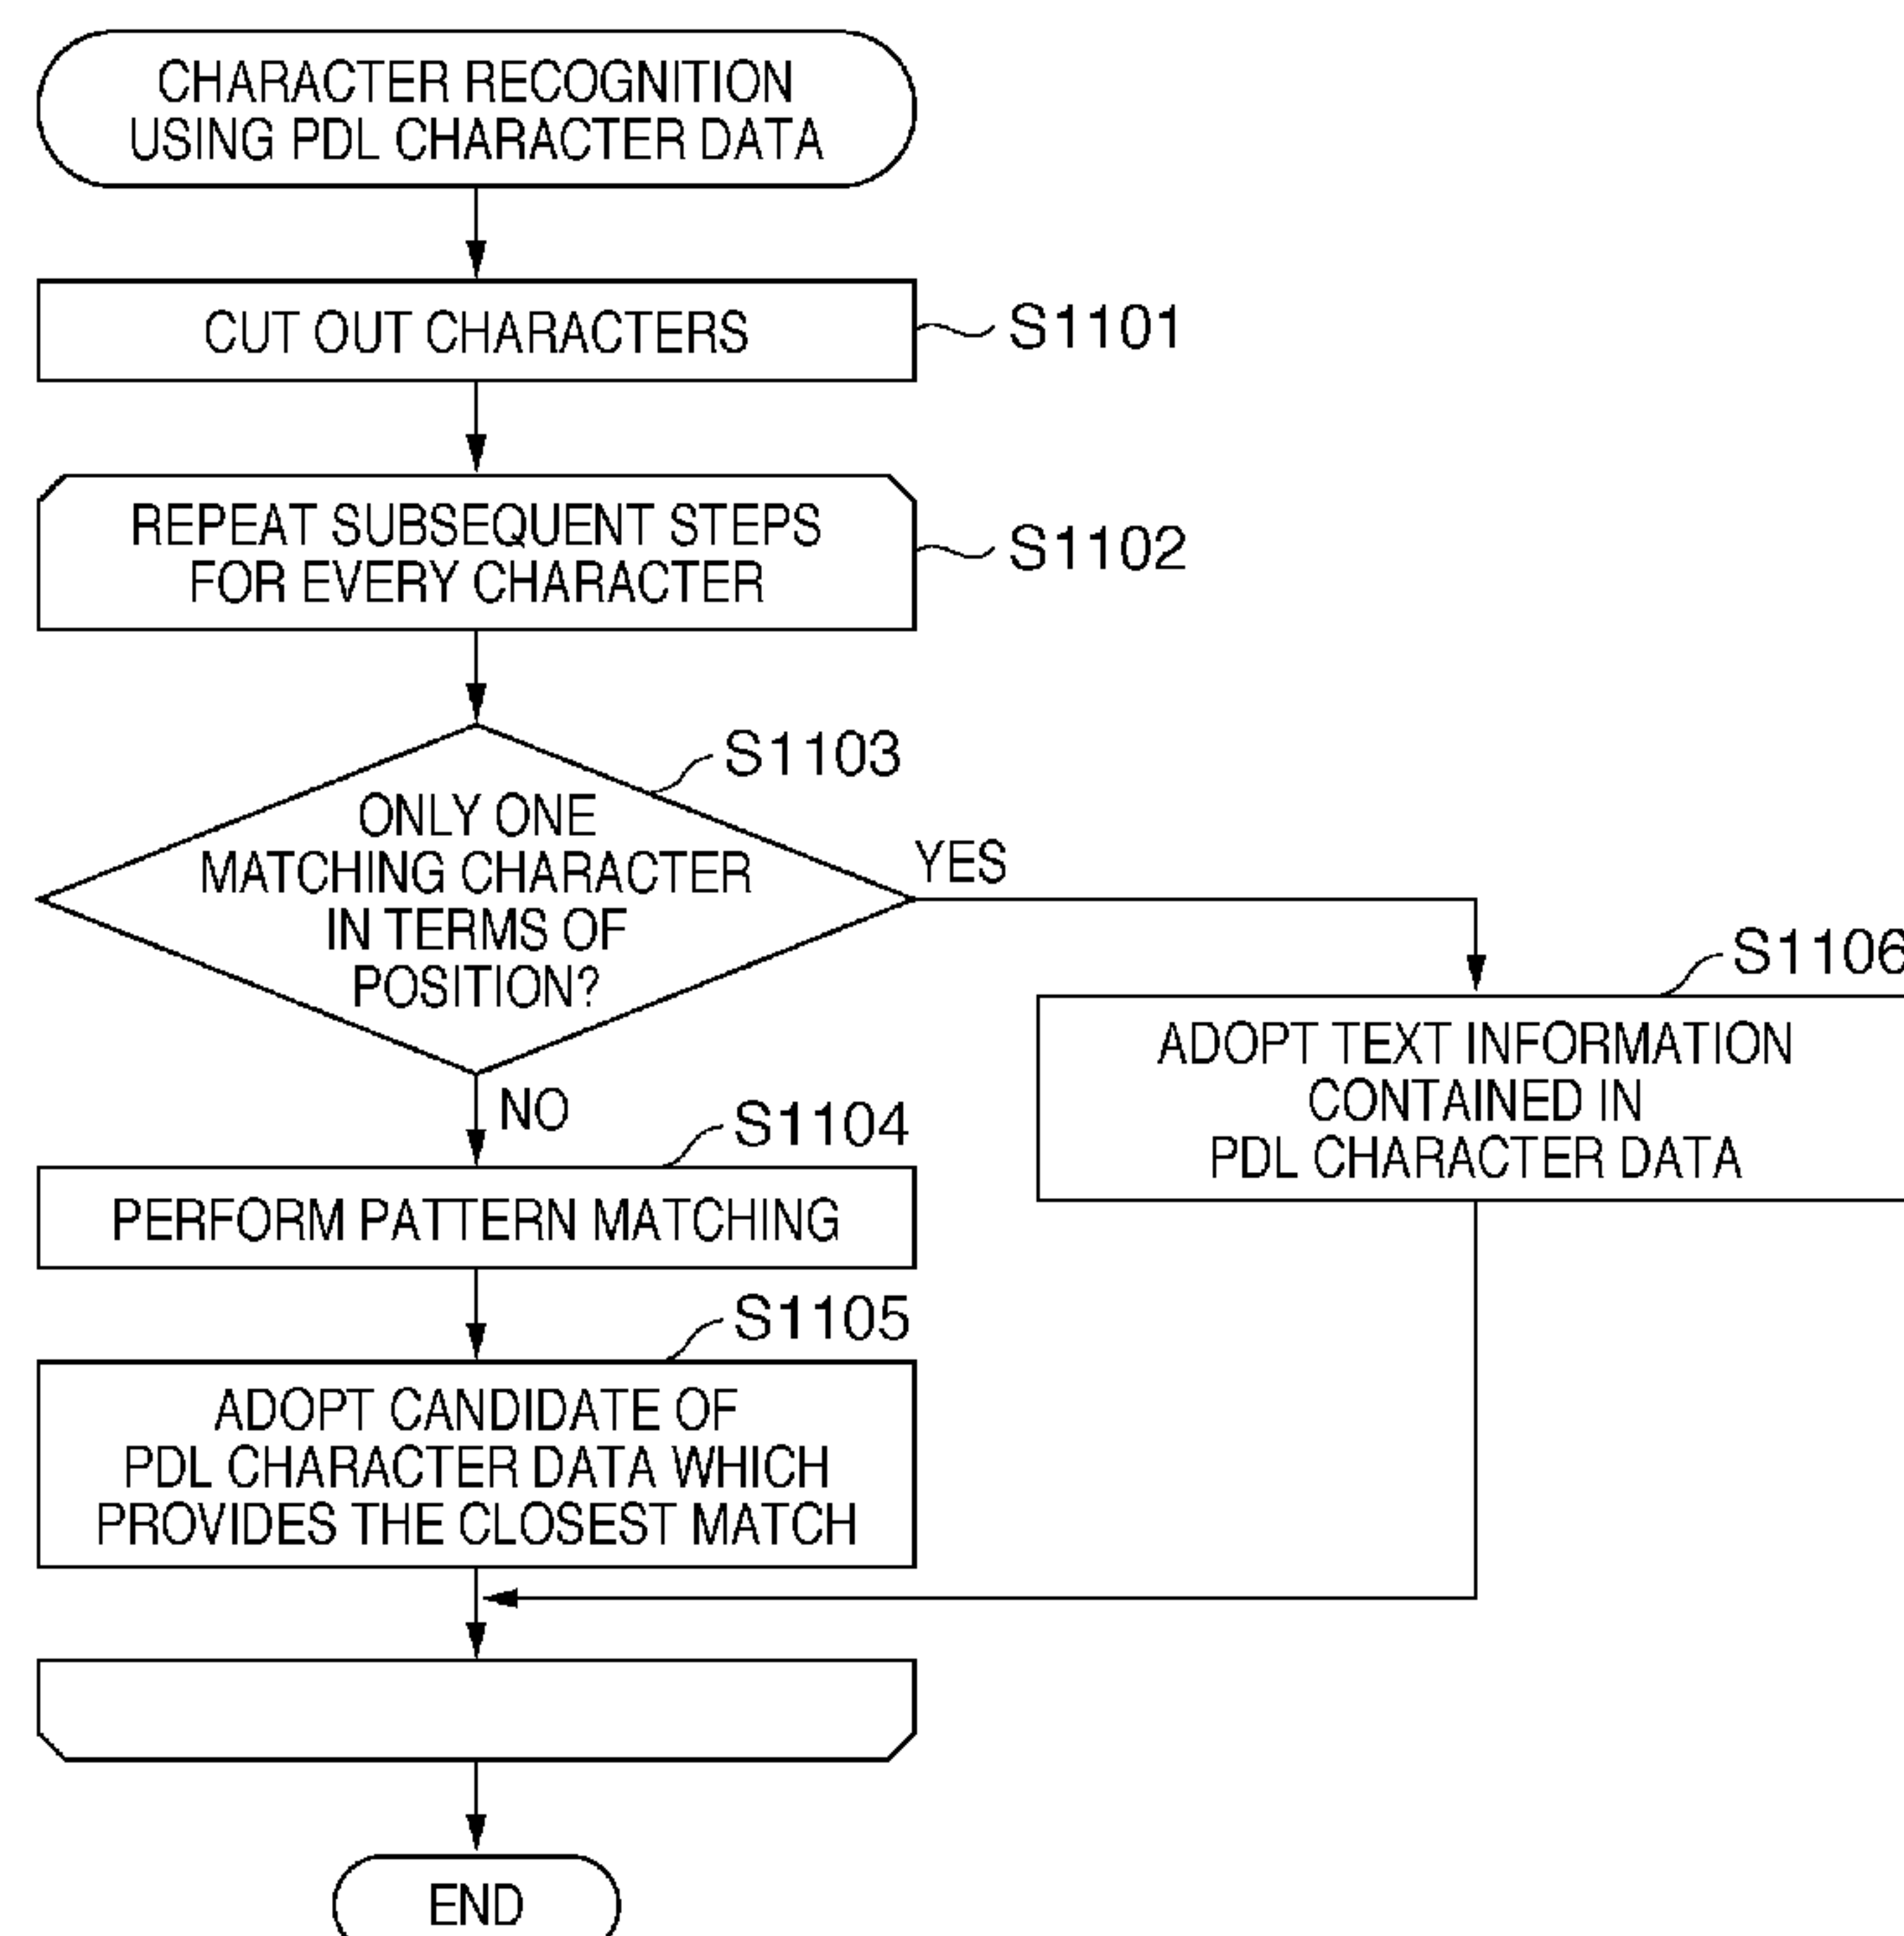 CHARACTER RECOGNITION
USING PDL CHARACTER DATA
CUT OUT CHARACTERS
S1101
REPEAT SUBSEQUENT STEPS
FOR EVERY CHARACTER
S1102
S1103
ONLY ONE
MATCHING CHARACTER
IN TERMS OF
POSITION?
YES
S1106
ADOPT TEXT INFORMATION
CONTAINED IN
PDL CHARACTER DATA
NO
S1104
PERFORM PATTERN MATCHING
S1105
ADOPT CANDIDATE OF
PDL CHARACTER DATA WHICH
PROVIDES THE CLOSEST MATCH
END